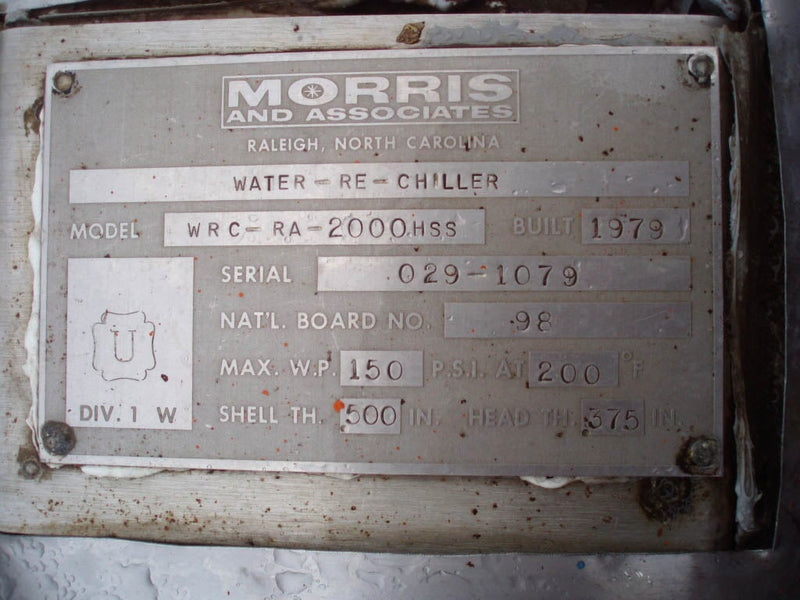 MORRIS
AND ASSOCIATES
RALEIGH, NORTH CAROLINA
WATER-RE-CHILLER
MODEL WRC-RA-2000HSS BUILT 1979
SERIAL 029-1079
NAT'L. BOARD NO. 98
U
MAX. W.P. 150 P.S.I. AT 200 °F
DIV. 1 W SHELL TH. .500 IN. HEAD TH. .375 IN.